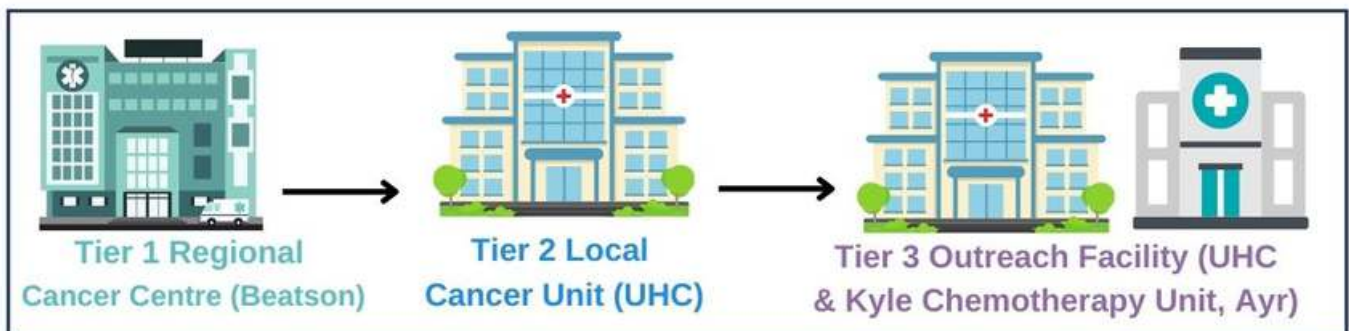 Tier 1 Regional
Cancer Centre (Beatson)
Tier 2 Local
Cancer Unit (UHC)
Tier 3 Outreach Facility (UHC
& Kyle Chemotherapy Unit, Ayr)